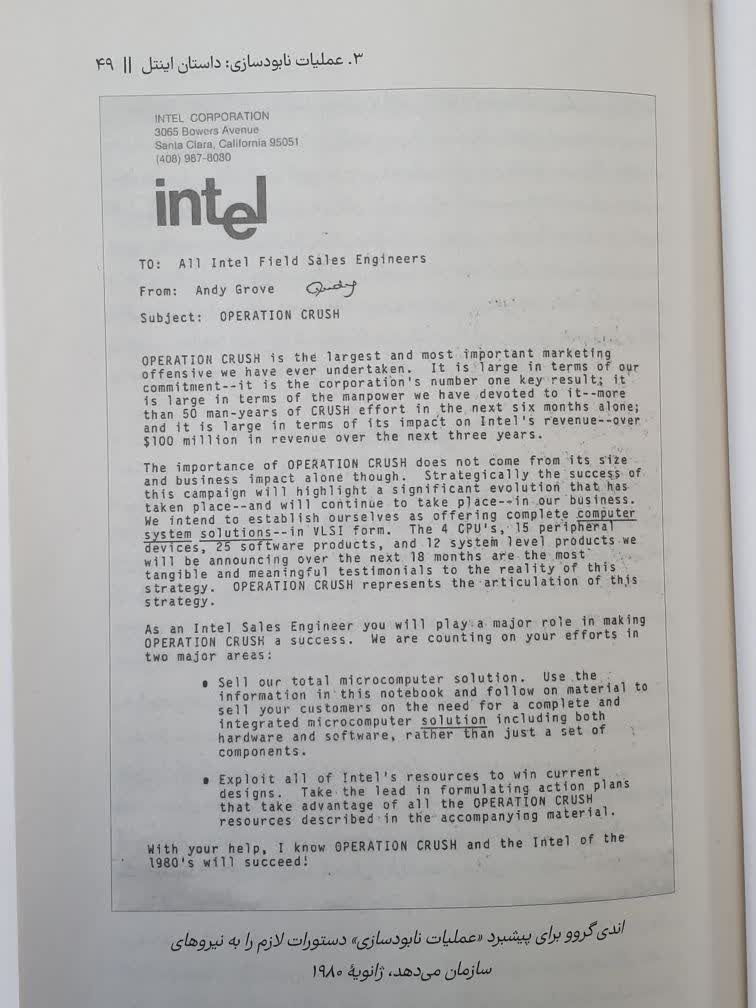 ۳. عملیات نابودسازی: داستان اینتل || ۴۹
INTEL CORPORATION
3065 Bowers Avenue
Santa Clara, California 95051
(408) 987-8080
intel
TO: All Intel Field Sales Engineers
From: Andy Grove Andy
Subject: OPERATION CRUSH
OPERATION CRUSH is the largest and most important marketing
offensive we have ever undertaken. It is large in terms of our
commitment--it is the corporation's number one key result; it
is large in terms of the manpower we have devoted to it--more
than 50 man-years of CRUSH effort in the next six months alone;
and it is large in terms of its impact on Intel's revenue--over
$100 million in revenue over the next three years.
The importance of OPERATION CRUSH does not come from its size
and business impact alone though. Strategically the success of
this campaign will highlight a significant evolution that has
taken place--and will continue to take place--in our business.
We intend to establish ourselves as offering complete computer
system solutions--in VLSI form. The 4 CPU's, 15 peripheral
devices, 25 software products, and 12 system level products we
will be announcing over the next 18 months are the most
tangible and meaningful testimonials to the reality of this
strategy. OPERATION CRUSH represents the articulation of this
strategy.
As an Intel Sales Engineer you will play a major role in making
OPERATION CRUSH a success. We are counting on your efforts in
two major areas:
• Sell our total microcomputer solution. Use the
information in this notebook and follow on material to
sell your customers on the need for a complete and
integrated microcomputer solution including both
hardware and software, rather than just a set of
components.
• Exploit all of Intel's resources to win current
designs. Take the lead in formulating action plans
that take advantage of all the OPERATION CRUSH
resources described in the accompanying material.
With your help, I know OPERATION CRUSH and the Intel of the
1980's will succeed!
اندی گروو برای پیشبرد «عملیات نابودسازی» دستورات لازم را به نیروهای
سازمان می‌دهد، ژانویهٔ ۱۹۸۰